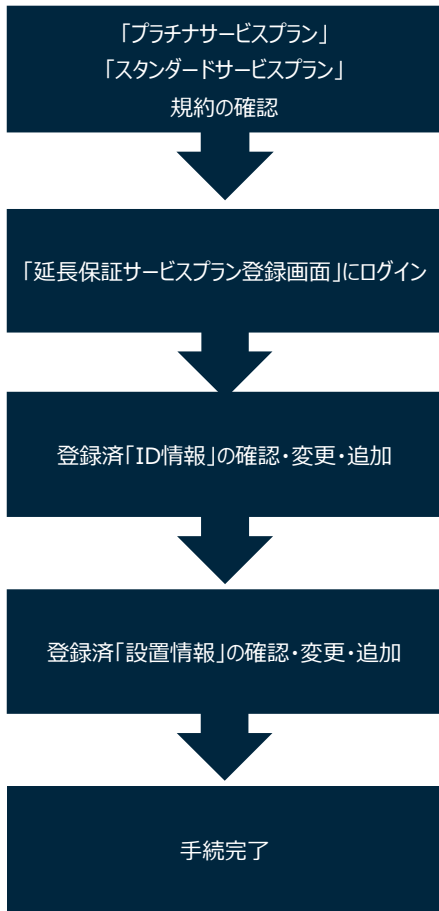 「プラチナサービスプラン」
「スタンダードサービスプラン」
規約の確認
「延長保証サービスプラン登録画面」にログイン
登録済「ID情報」の確認・変更・追加
登録済「設置情報」の確認・変更・追加
手続完了